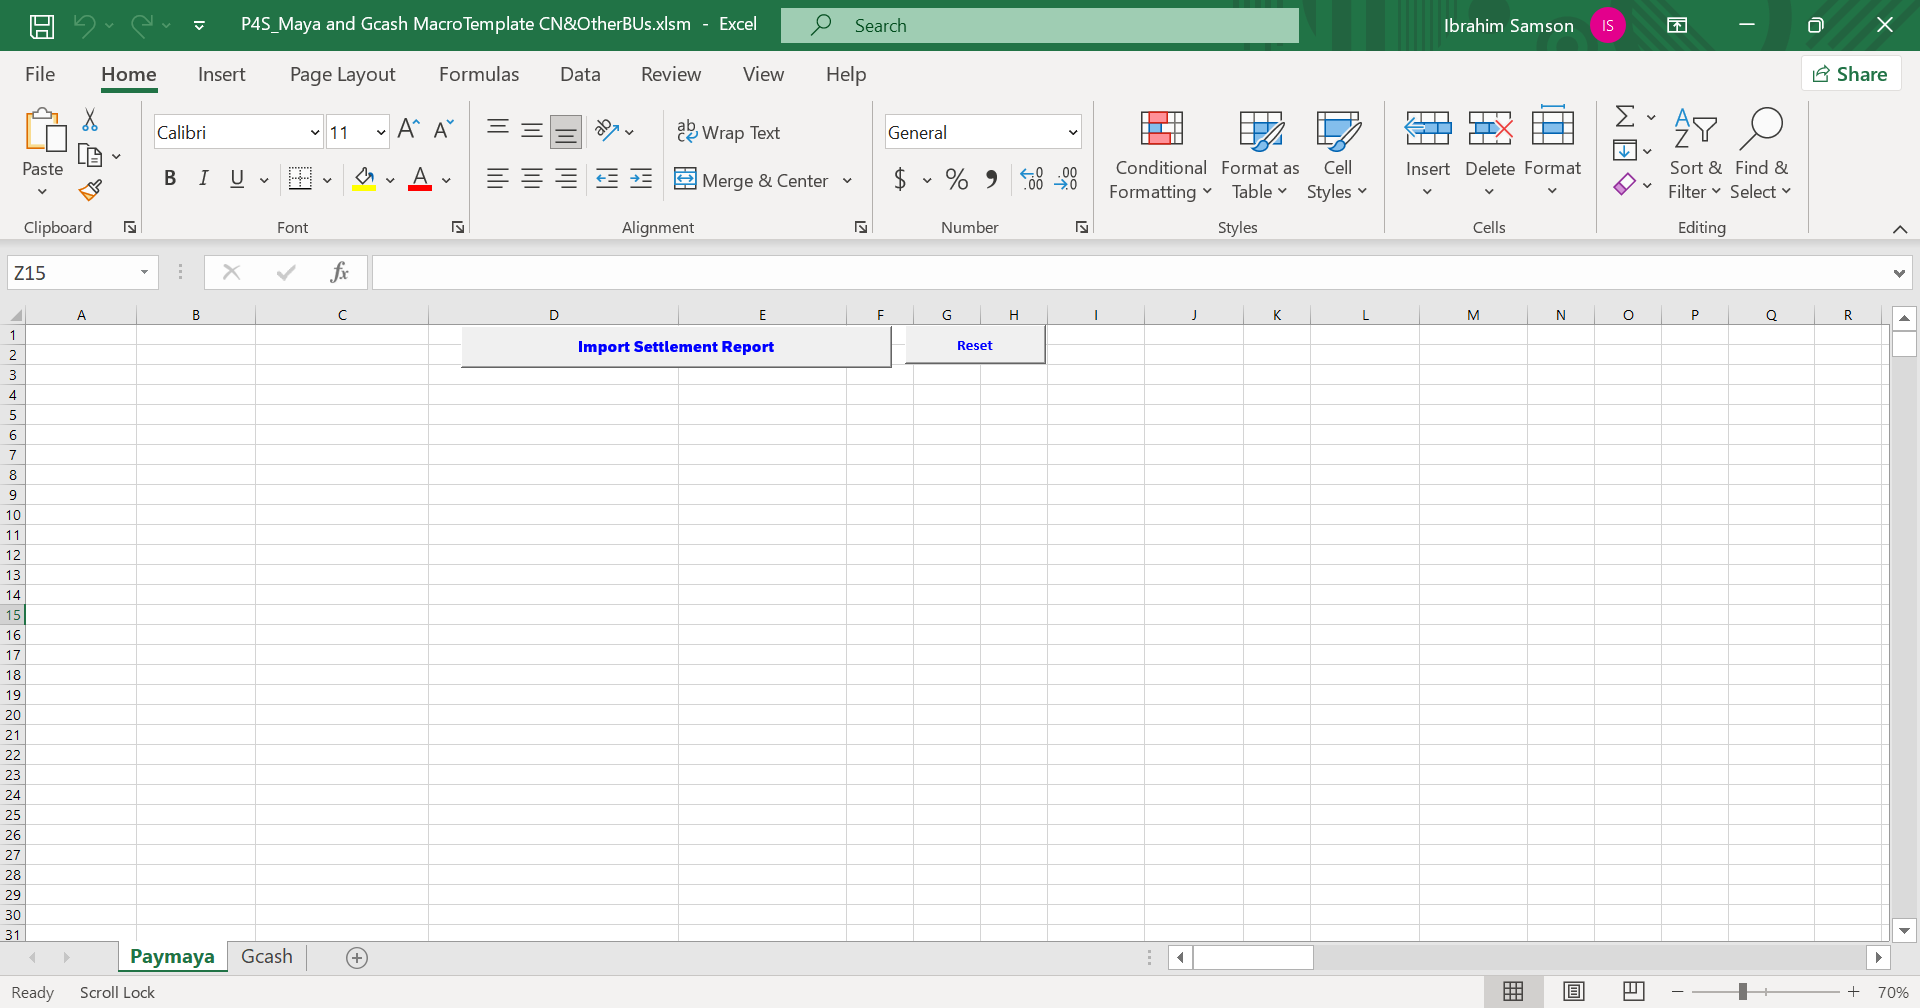 P4S_Maya and Gcash MacroTemplate CN&OtherBUs.xlsm - Excel
Search
Ibrahim Samson
IS
File Home Insert Page Layout Formulas Data Review View Help
Share
Paste
Clipboard
Calibri 11
B I U A
Font
Wrap Text
Merge & Center
Alignment
General
$ % 9 .00 .00
Number
Conditional Formatting
Format as Table
Cell Styles
Styles
Insert Delete Format
Cells
Sort & Filter
Find & Select
Editing
Z15
fx
A B C D E F G H I J K L M N O P Q R
Import Settlement Report
Reset
1
2
3
4
5
6
7
8
9
10
11
12
13
14
15
16
17
18
19
20
21
22
23
24
25
26
27
28
29
30
31
Paymaya Gcash
Ready Scroll Lock
70%